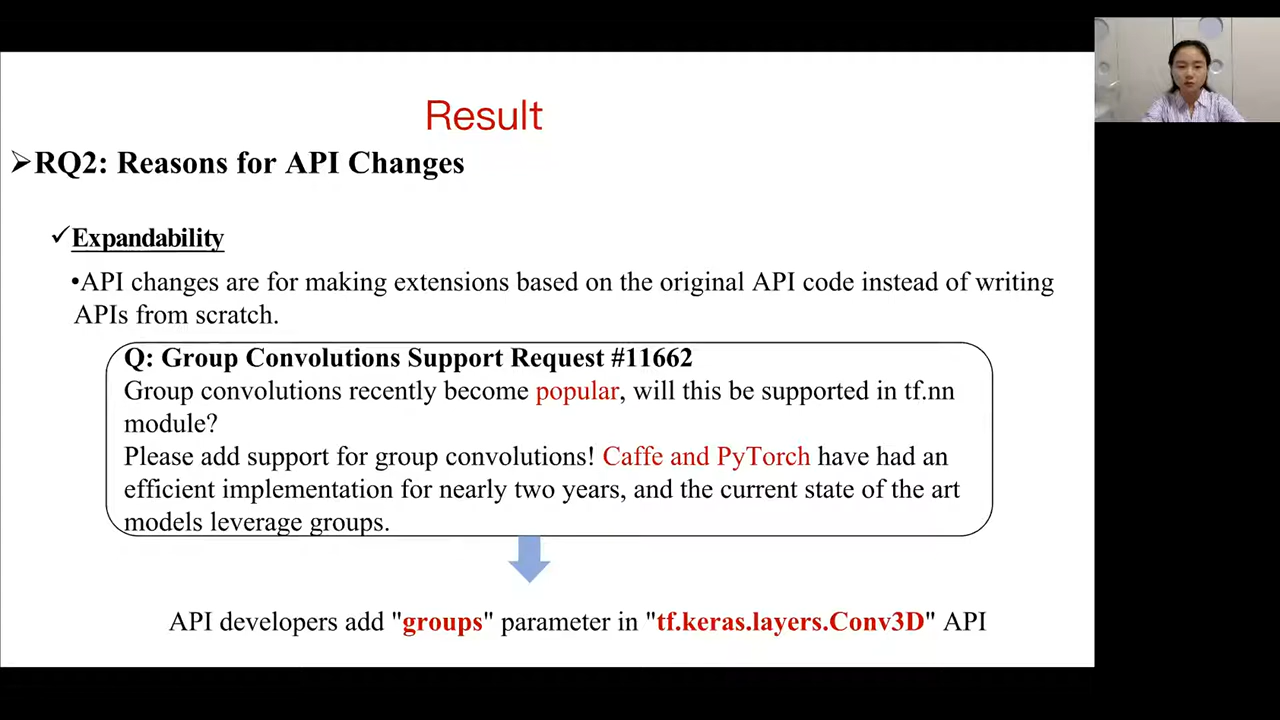 Result
➢RQ2: Reasons for API Changes
✓Expandability
•API changes are for making extensions based on the original API code instead of writing
APIs from scratch.
Q: Group Convolutions Support Request #11662
Group convolutions recently become popular, will this be supported in tf.nn
module?
Please add support for group convolutions! Caffe and PyTorch have had an
efficient implementation for nearly two years, and the current state of the art
models leverage groups.
API developers add "groups" parameter in "tf.keras.layers.Conv3D" API